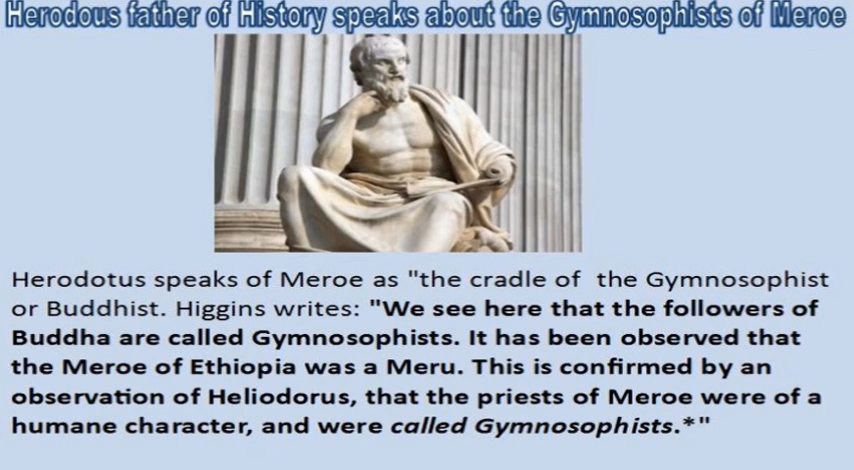 Herodous father of History speaks about the Gymnosophists of Meroe
Herodotus speaks of Meroe as "the cradle of the Gymnosophist
or Buddhist. Higgins writes: "We see here that the followers of
Buddha are called Gymnosophists. It has been observed that
the Meroe of Ethiopia was a Meru. This is confirmed by an
observation of Heliodorus, that the priests of Meroe were of a
humane character, and were called Gymnosophists.*"